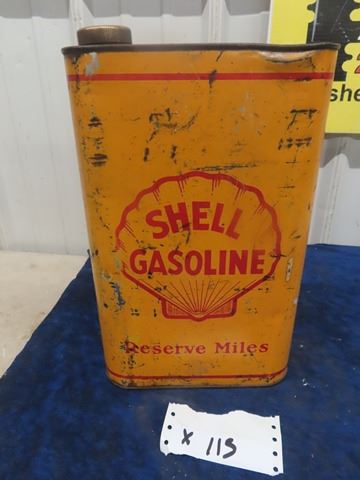 SHELL
GASOLINE
Reserve Miles
x 115
she